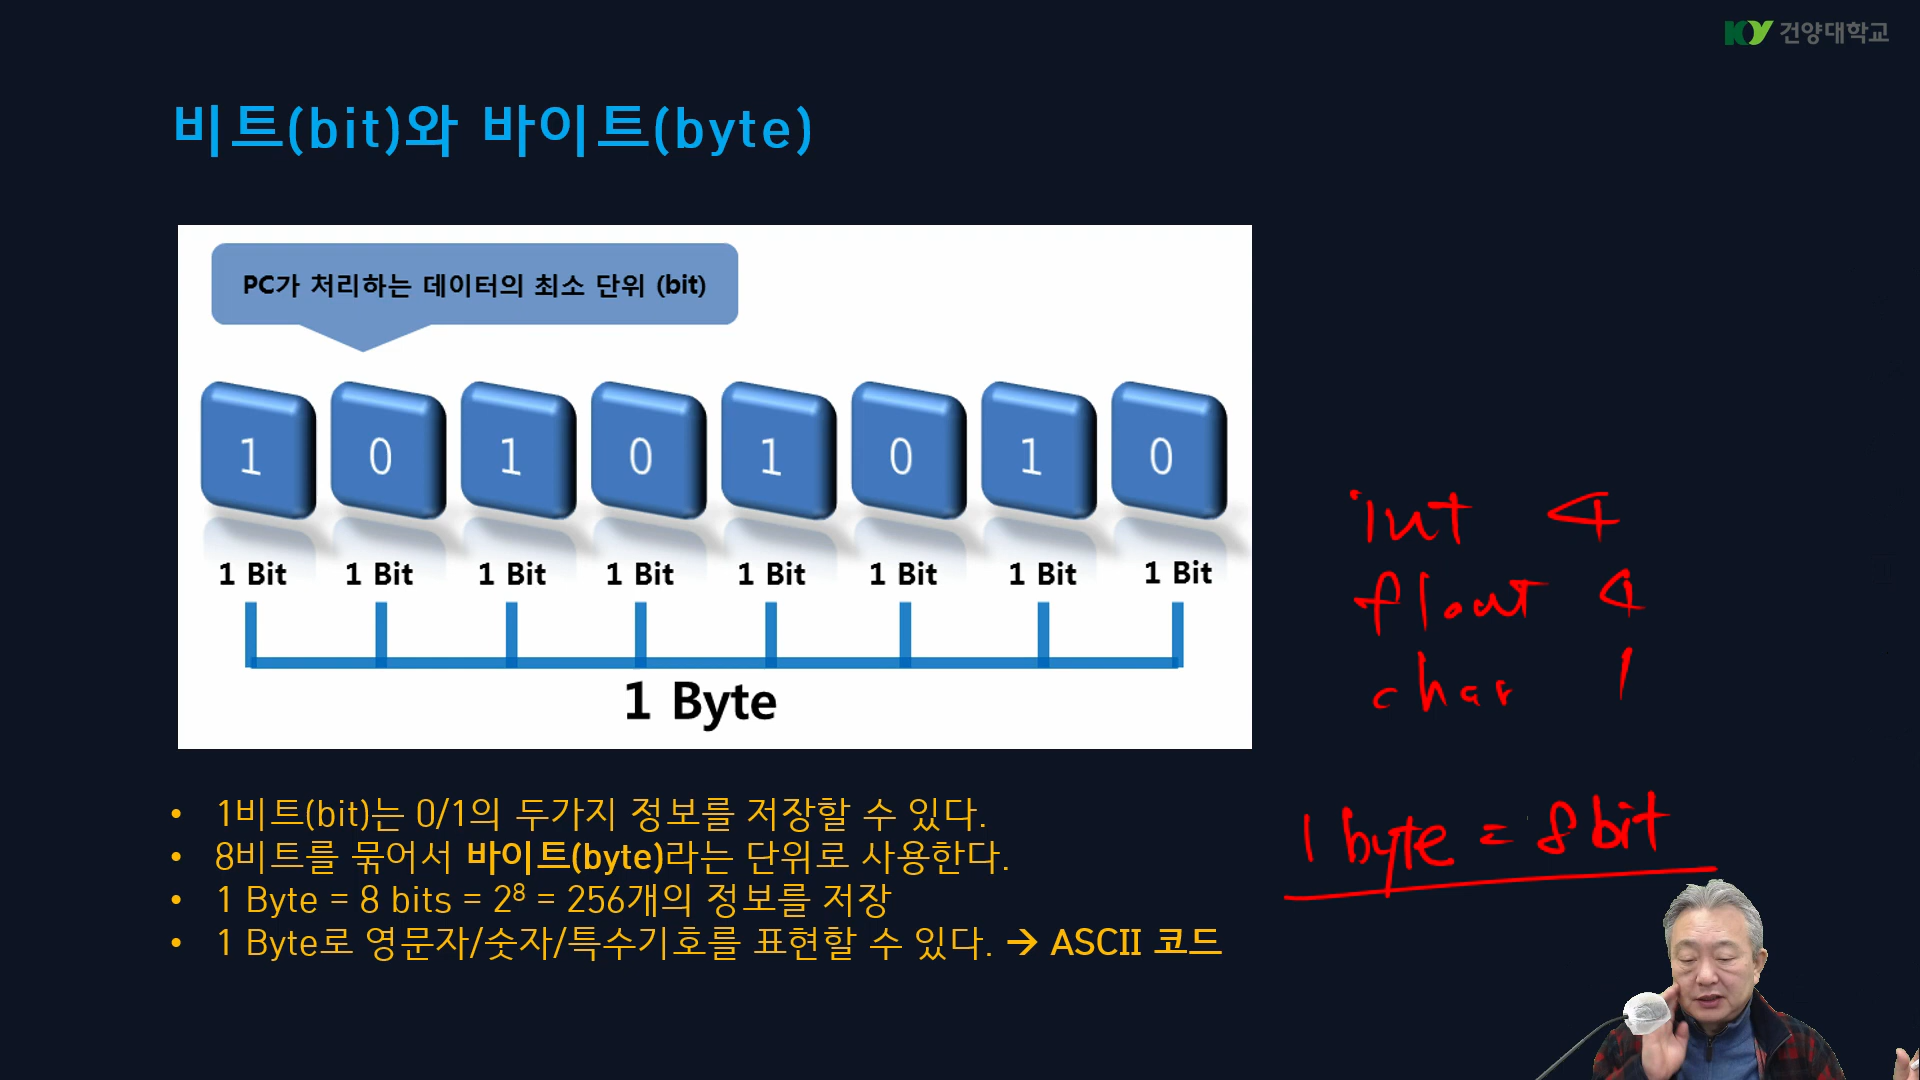 건양대학교
비트(bit)와 바이트(byte)
PC가 처리하는 데이터의 최소 단위 (bit)
1 0 1 0 1 0 1 0
1 Bit 1 Bit 1 Bit 1 Bit 1 Bit 1 Bit 1 Bit 1 Bit
1 Byte
int 4
float 4
char 1
1 byte = 8 bit
• 1비트(bit)는 0/1의 두가지 정보를 저장할 수 있다.
• 8비트를 묶어서 바이트(byte)라는 단위로 사용한다.
• 1 Byte = 8 bits = 2⁸ = 256개의 정보를 저장
• 1 Byte로 영문자/숫자/특수기호를 표현할 수 있다. → ASCII 코드